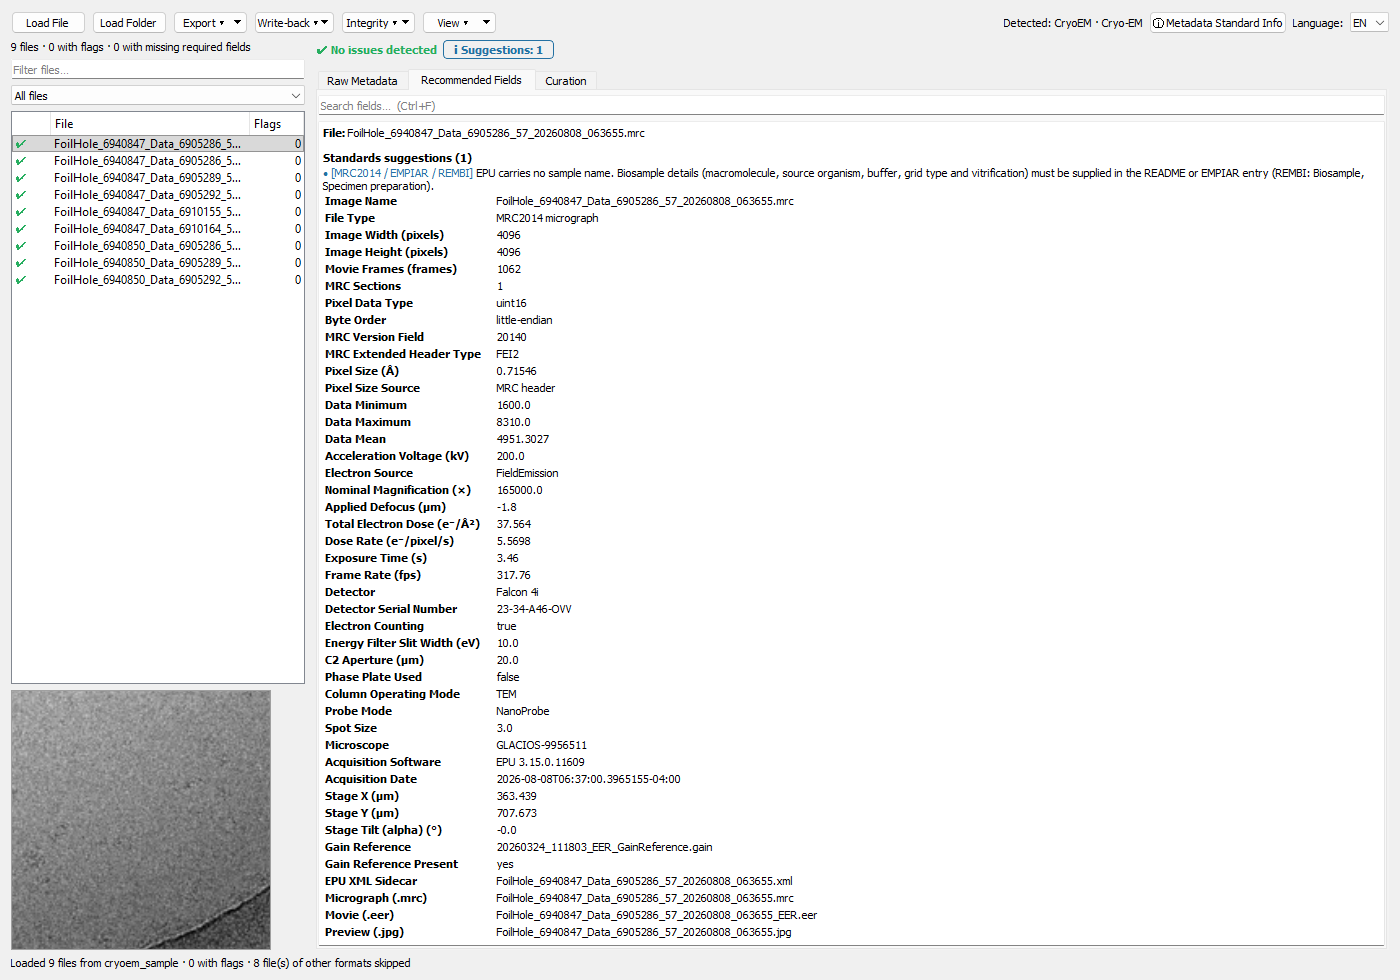 Load File Load Folder Export Write-back Integrity View Detected: CryoEM · Cryo-EM Metadata Standard Info Language: EN
9 files · 0 with flags · 0 with missing required fields
✔ No issues detected i Suggestions: 1
Filter files...
All files
Raw Metadata Recommended Fields Curation
Search fields... (Ctrl+F)
File Flags
FoilHole_6940847_Data_6905286_5... 0
FoilHole_6940847_Data_6905286_5... 0
FoilHole_6940847_Data_6905289_5... 0
FoilHole_6940847_Data_6905292_5... 0
FoilHole_6940847_Data_6910155_5... 0
FoilHole_6940847_Data_6910164_5... 0
FoilHole_6940850_Data_6905286_5... 0
FoilHole_6940850_Data_6905289_5... 0
FoilHole_6940850_Data_6905292_5... 0
File: FoilHole_6940847_Data_6905286_57_20260808_063655.mrc
Standards suggestions (1)
• [MRC2014 / EMPIAR / REMBI] EPU carries no sample name. Biosample details (macromolecule, source organism, buffer, grid type and vitrification) must be supplied in the README or EMPIAR entry (REMBI: Biosample,
Specimen preparation).
Image Name FoilHole_6940847_Data_6905286_57_20260808_063655.mrc
File Type MRC2014 micrograph
Image Width (pixels) 4096
Image Height (pixels) 4096
Movie Frames (frames) 1062
MRC Sections 1
Pixel Data Type uint16
Byte Order little-endian
MRC Version Field 20140
MRC Extended Header Type FEI2
Pixel Size (Å) 0.71546
Pixel Size Source MRC header
Data Minimum 1600.0
Data Maximum 8310.0
Data Mean 4951.3027
Acceleration Voltage (kV) 200.0
Electron Source FieldEmission
Nominal Magnification (×) 165000.0
Applied Defocus (µm) -1.8
Total Electron Dose (e⁻/Å²) 37.564
Dose Rate (e⁻/pixel/s) 5.5698
Exposure Time (s) 3.46
Frame Rate (fps) 317.76
Detector Falcon 4i
Detector Serial Number 23-34-A46-OVV
Electron Counting true
Energy Filter Slit Width (eV) 10.0
C2 Aperture (µm) 20.0
Phase Plate Used false
Column Operating Mode TEM
Probe Mode NanoProbe
Spot Size 3.0
Microscope GLACIOS-9956511
Acquisition Software EPU 3.15.0.11609
Acquisition Date 2026-08-08T06:37:00.3965155-04:00
Stage X (µm) 363.439
Stage Y (µm) 707.673
Stage Tilt (alpha) (°) -0.0
Gain Reference 20260324_111803_EER_GainReference.gain
Gain Reference Present yes
EPU XML Sidecar FoilHole_6940847_Data_6905286_57_20260808_063655.xml
Micrograph (.mrc) FoilHole_6940847_Data_6905286_57_20260808_063655.mrc
Movie (.eer) FoilHole_6940847_Data_6905286_57_20260808_063655_EER.eer
Preview (.jpg) FoilHole_6940847_Data_6905286_57_20260808_063655.jpg
Loaded 9 files from cryoem_sample · 0 with flags · 8 file(s) of other formats skipped